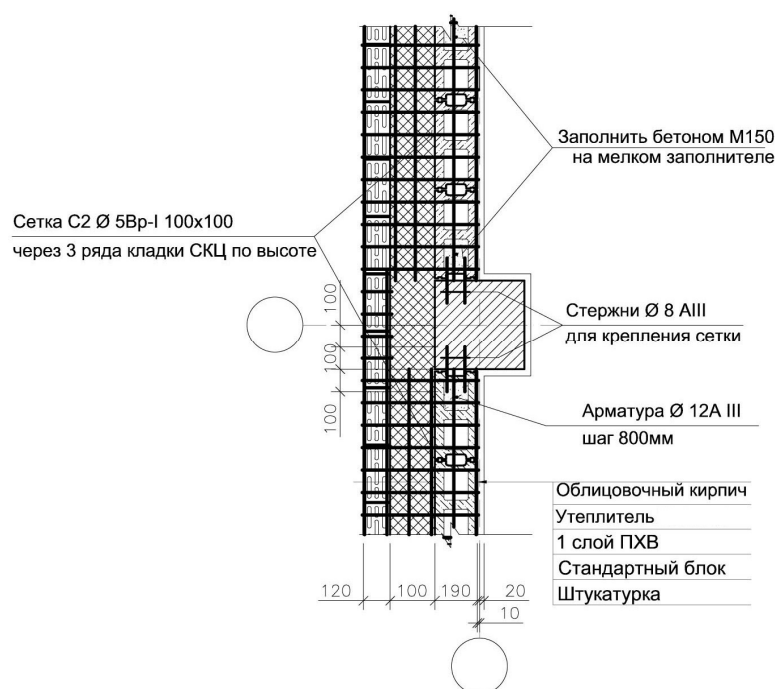 Заполнить бетоном М150
на мелком заполнителе
Сетка С2 Ø 5Вр-I 100х100
через 3 ряда кладки СКЦ по высоте
100
100
100
Стержни Ø 8 АIII
для крепления сетки
Арматура Ø 12А III
шаг 800мм
Облицовочный кирпич
Утеплитель
1 слой ПХВ
Стандартный блок
Штукатурка
120 100 190 20
10